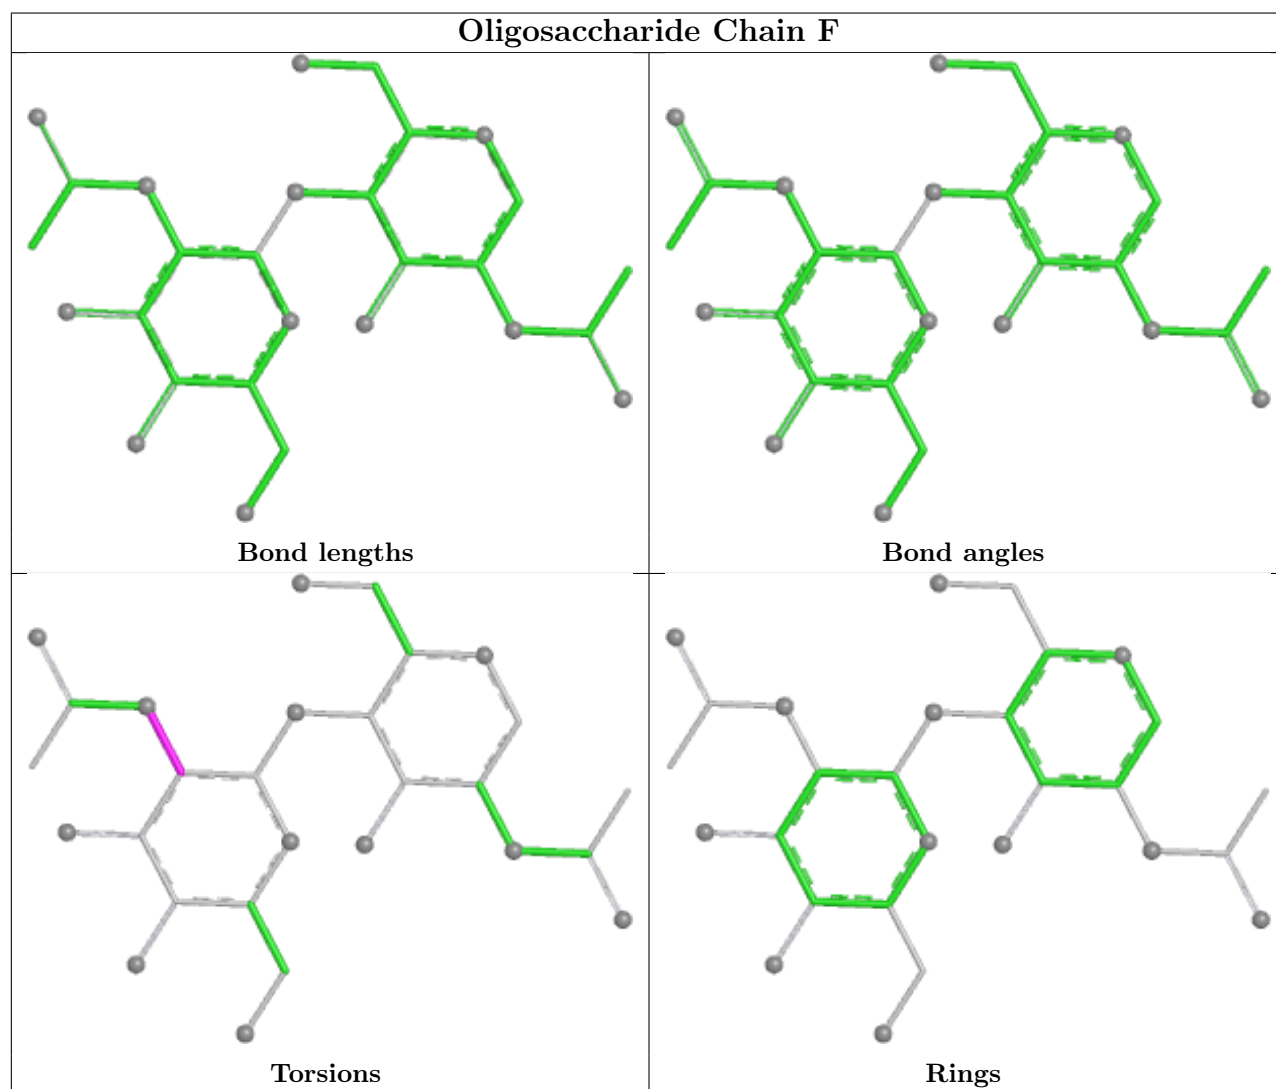 Oligosaccharide Chain F
Bond lengths
Bond angles
Torsions
Rings